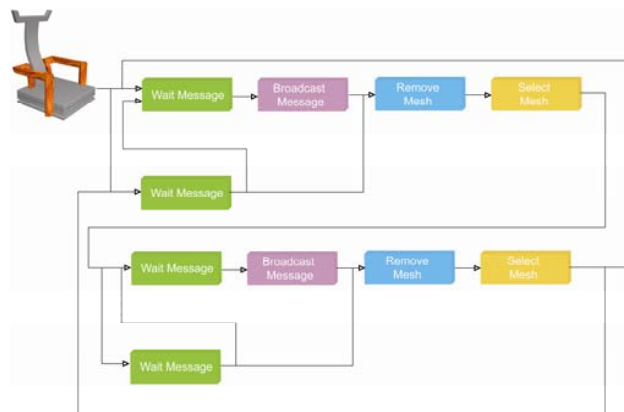 Wait Message
Broadcast
Message
Remove
Mesh
Select
Mesh
Wait Message
Wait Message
Broadcast
Message
Remove
Mesh
Select
Mesh
Wait Message